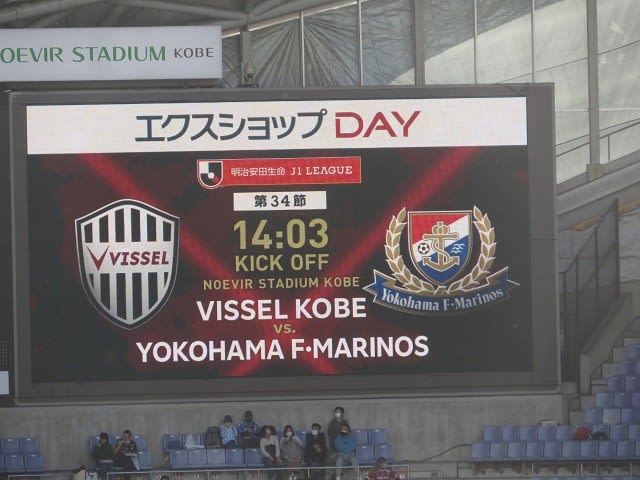 NOEVIR STADIUM KOBE
エクスショップ DAY
明治安田生命 J1 LEAGUE
第34節
14:03
KICK OFF
NOEVIR STADIUM KOBE
VISSEL
Yokohama F·Marinos
VISSEL KOBE
vs.
YOKOHAMA F·MARINOS